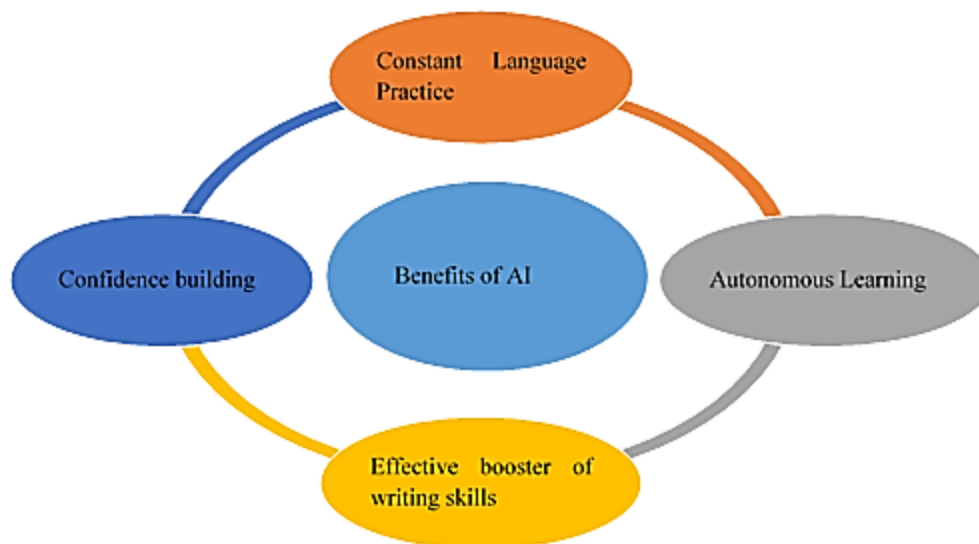 Constant Language
Practice
Confidence building
Benefits of AI
Autonomous Learning
Effective booster of
writing skills